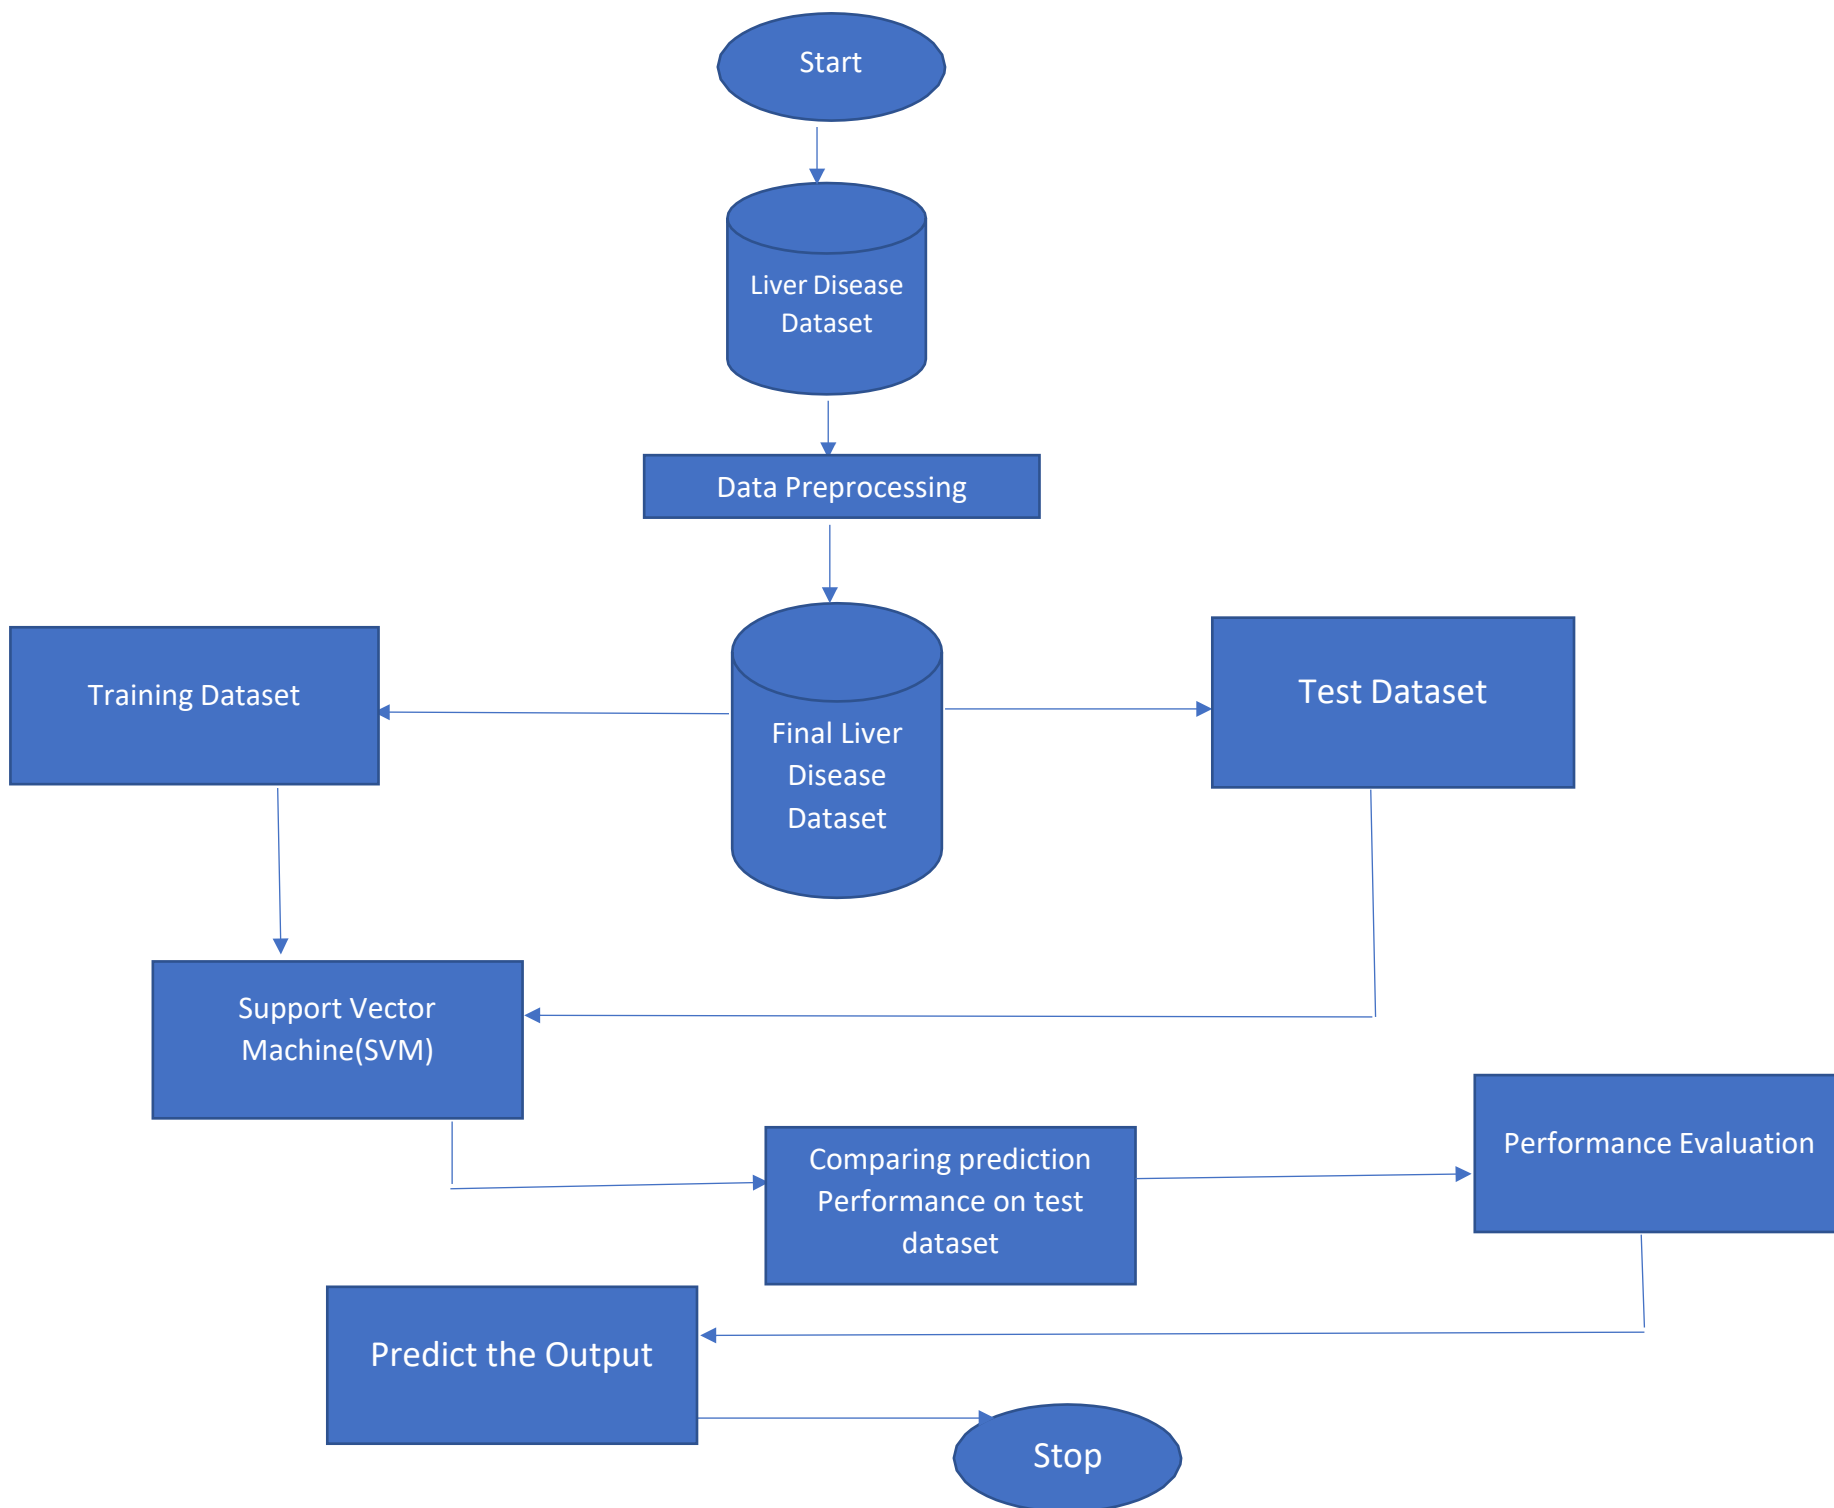 Start
Liver Disease
Dataset
Data Preprocessing
Training Dataset
Final Liver
Disease
Dataset
Test Dataset
Support Vector
Machine(SVM)
Comparing prediction
Performance on test
dataset
Performance Evaluation
Predict the Output
Stop